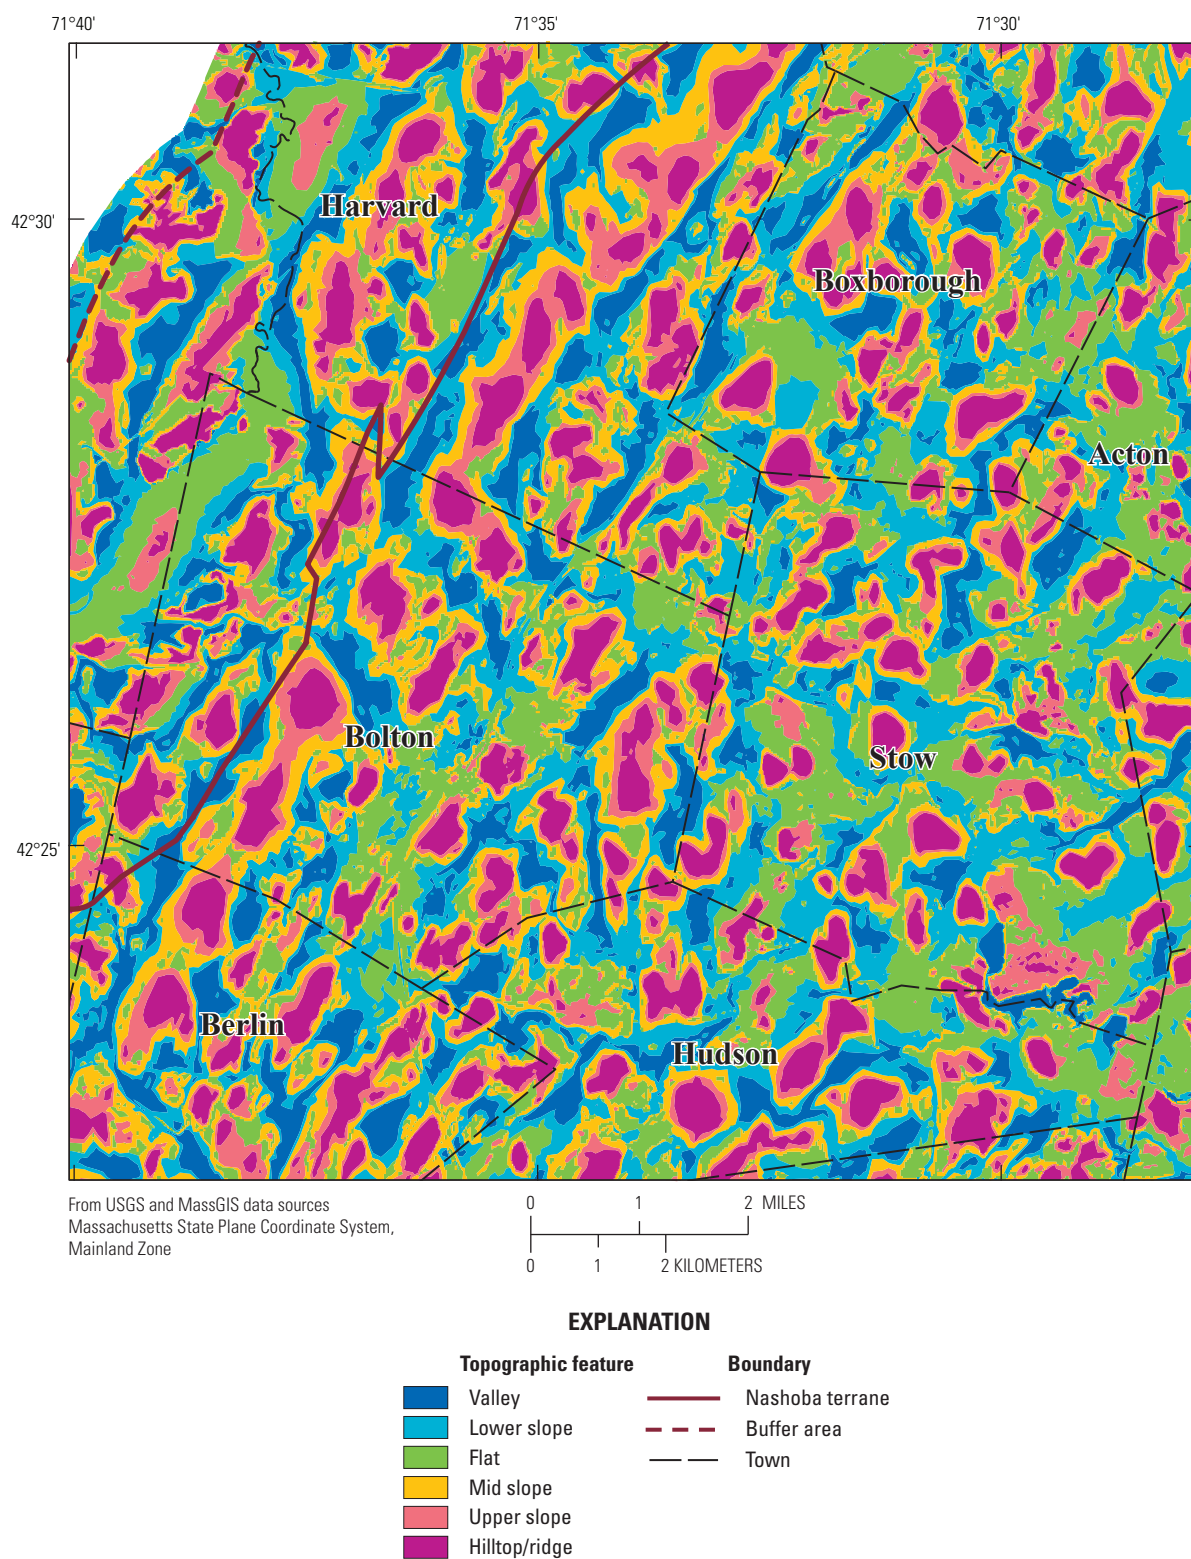 71°40'
71°35'
71°30'
42°30'
Harvard
Boxborough
Acton
Bolton
Stow
42°25'
Berlin
Hudson
From USGS and MassGIS data sources
Massachusetts State Plane Coordinate System,
Mainland Zone
0 1 2 MILES
0 1 2 KILOMETERS
EXPLANATION
Topographic feature
Valley
Lower slope
Flat
Mid slope
Upper slope
Hilltop/ridge
Boundary
Nashoba terrane
Buffer area
Town